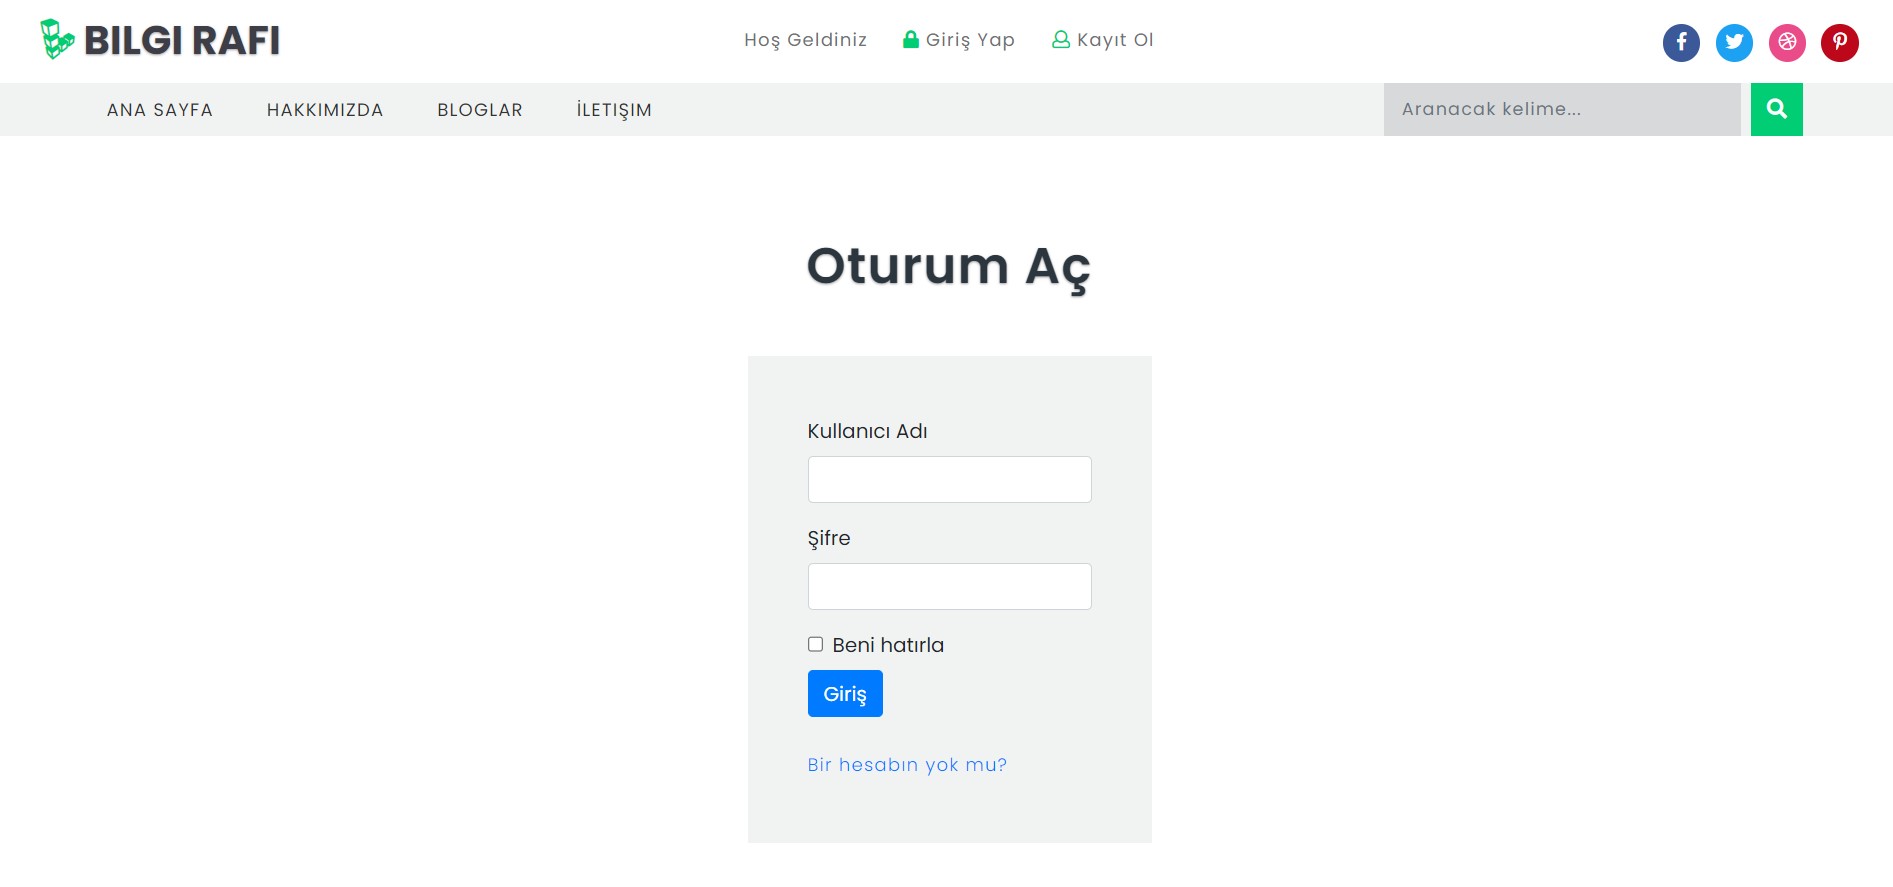 BILGI RAFI
Hoş Geldiniz
Giriş Yap
Kayıt Ol
ANA SAYFA
HAKKIMIZDA
BLOGLAR
İLETIŞIM
Aranacak kelime...
Oturum Aç
Kullanıcı Adı
Şifre
Beni hatırla
Giriş
Bir hesabın yok mu?